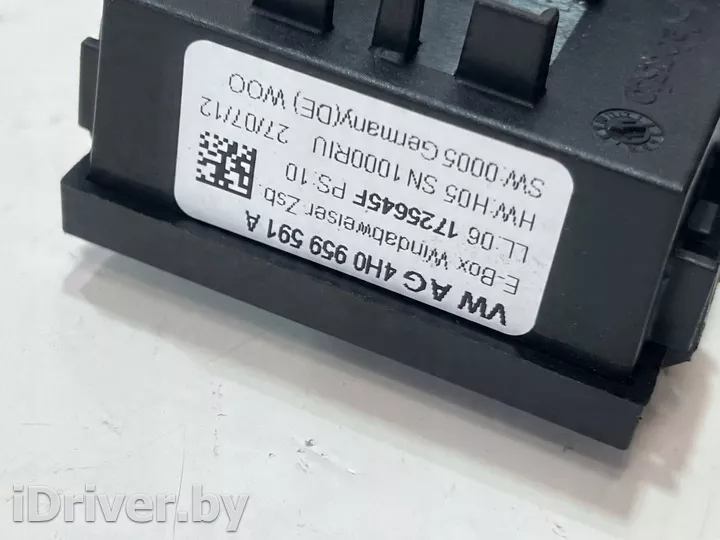 VW AG 4H0 959 591 A
E-Box Windabweiser Zsb.
LL:06 1725645F PS:10
HW:H05 SN 1000RIU 27/07/12
SW:0005 Germany(DE) WOO
iDriver.by